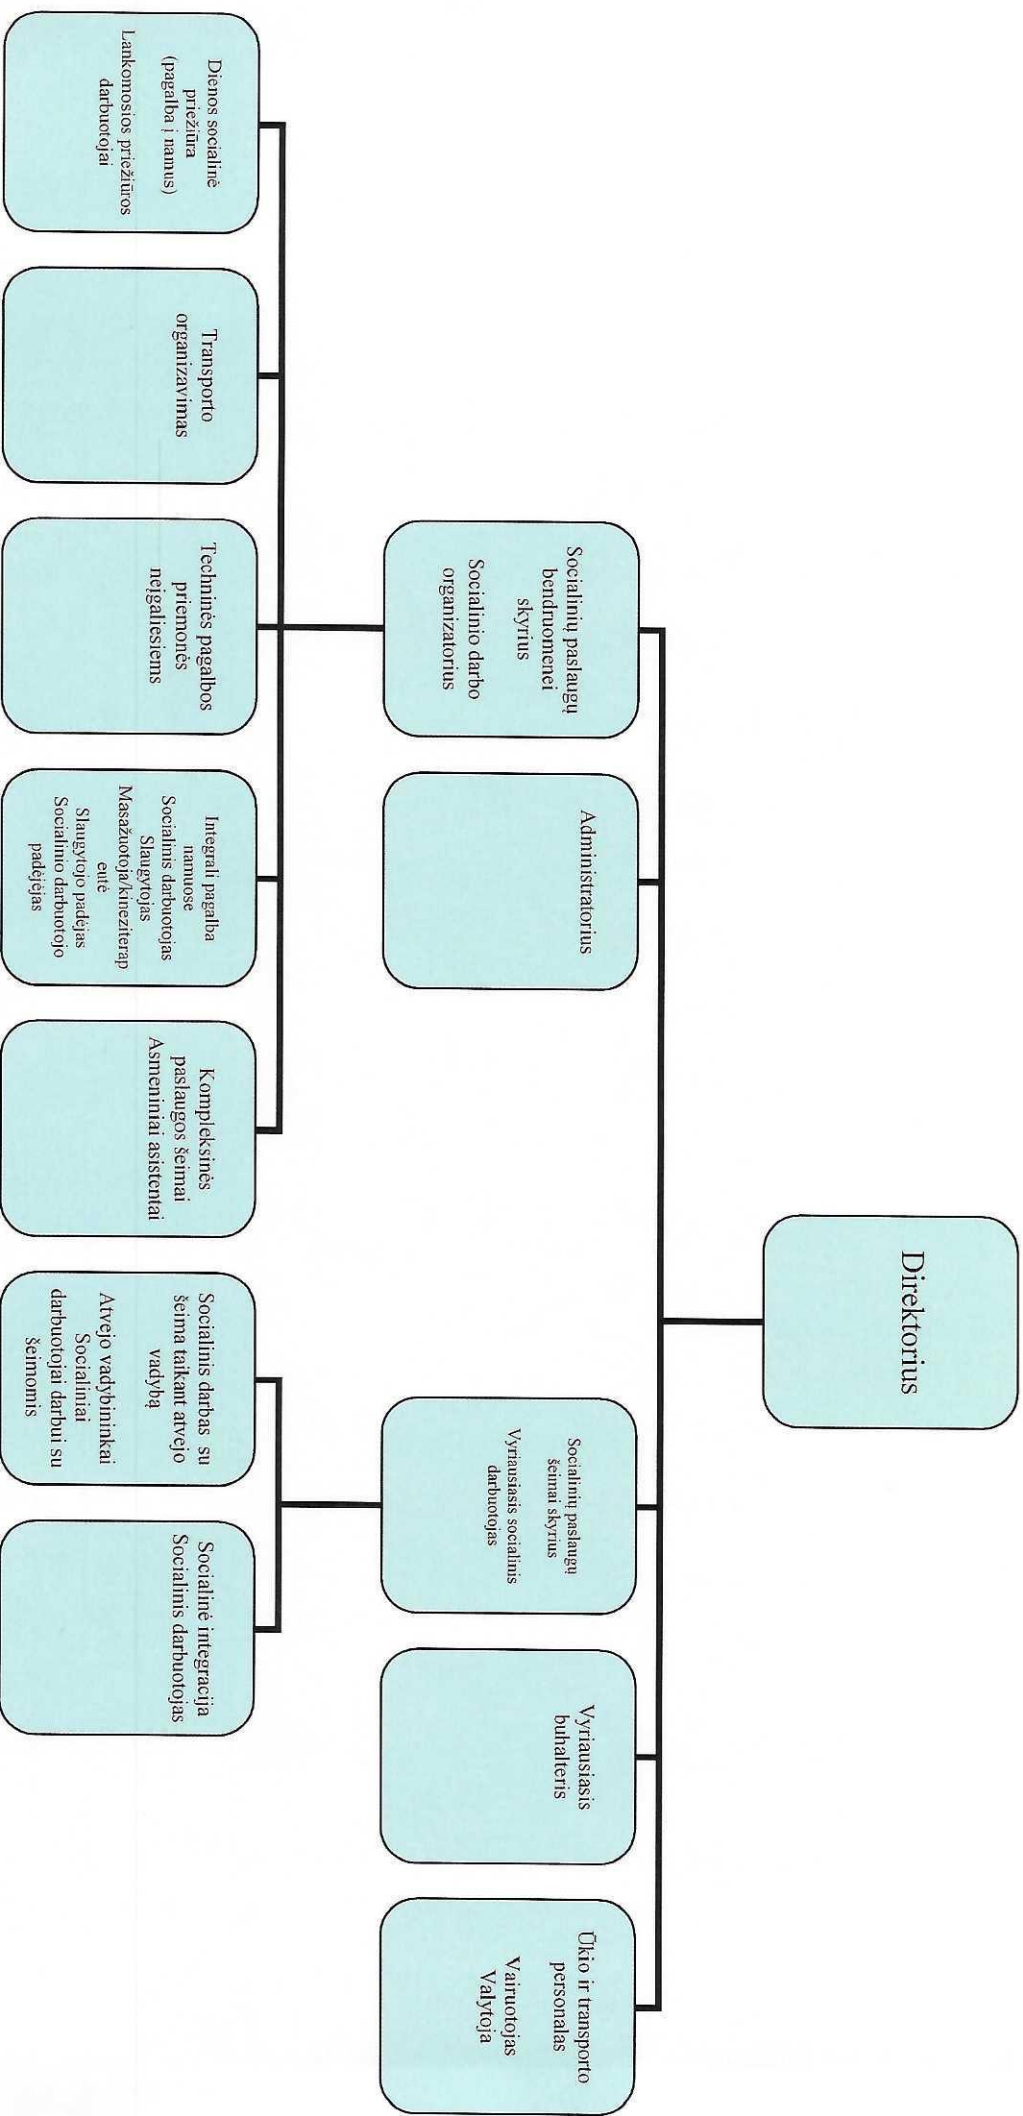 Direktorius
Socialinių paslaugų
bendruomenei
skyrius
Socialinio darbo
organizatorius
Administratorius
Socialinių paslaugų
šeimai skyrius
Vyriausiasis socialinis
darbuotojas
Vyriausiasis
buhalteris
Ūkio ir transporto
personalas
Vairuotojas
Valytoja
Dienos socialinė
priežiūra
(pagalba į namus)
Lankomosios priežiūros
darbuotojai
Transporto
organizavimas
Techninės pagalbos
priemonės
neįgaliesiems
Integrali pagalba
namuose
Socialinis darbuotojas
Slaugytojas
Masažuotoja/kineziterap
eutė
Slaugytojo padėjas
Socialinio darbuotojo
padėjėjas
Kompleksinės
paslaugos šeimai
Asmeniniai asistentai
Socialinis darbas su
šeima taikant atvejo
vadybą
Atvejo vadybininkai
Socialiniai
darbuotojai darbui su
šeimomis
Socialinė integracija
Socialinis darbuotojas